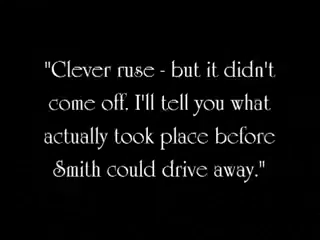 "Clever ruse - but it didn't
come off. I'll tell you what
actually took place before
Smith could drive away."